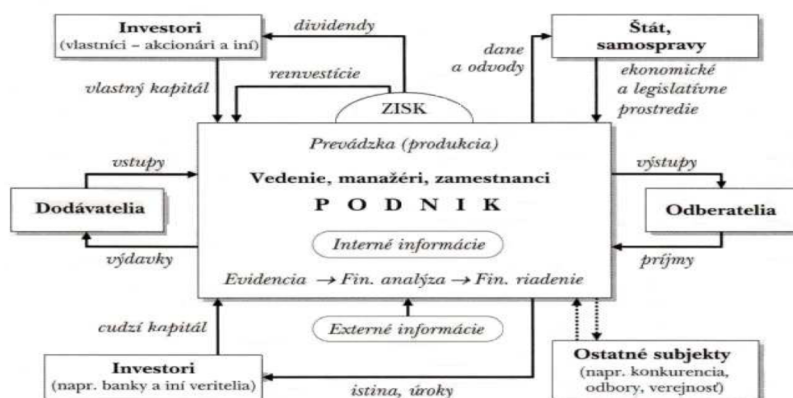 Investori
(vlastníci – akcionári a iní)
dividendy
reinvestície
vlastný kapitál
ZISK
dane
a odvody
Štát,
samospravy
ekonomické
a legislatívne
prostredie
Prevádzka (produkcia)
Vedenie, manažéri, zamestnanci
P O D N I K
Interné informácie
Evidencia → Fin. analýza → Fin. riadenie
vstupy
Dodávatelia
výdavky
výstupy
Odberatelia
príjmy
cudzí kapitál
Externé informácie
Investori
(napr. banky a iní veritelia)
istina, úroky
Ostatné subjekty
(napr. konkurencia,
odbory, verejnosť)